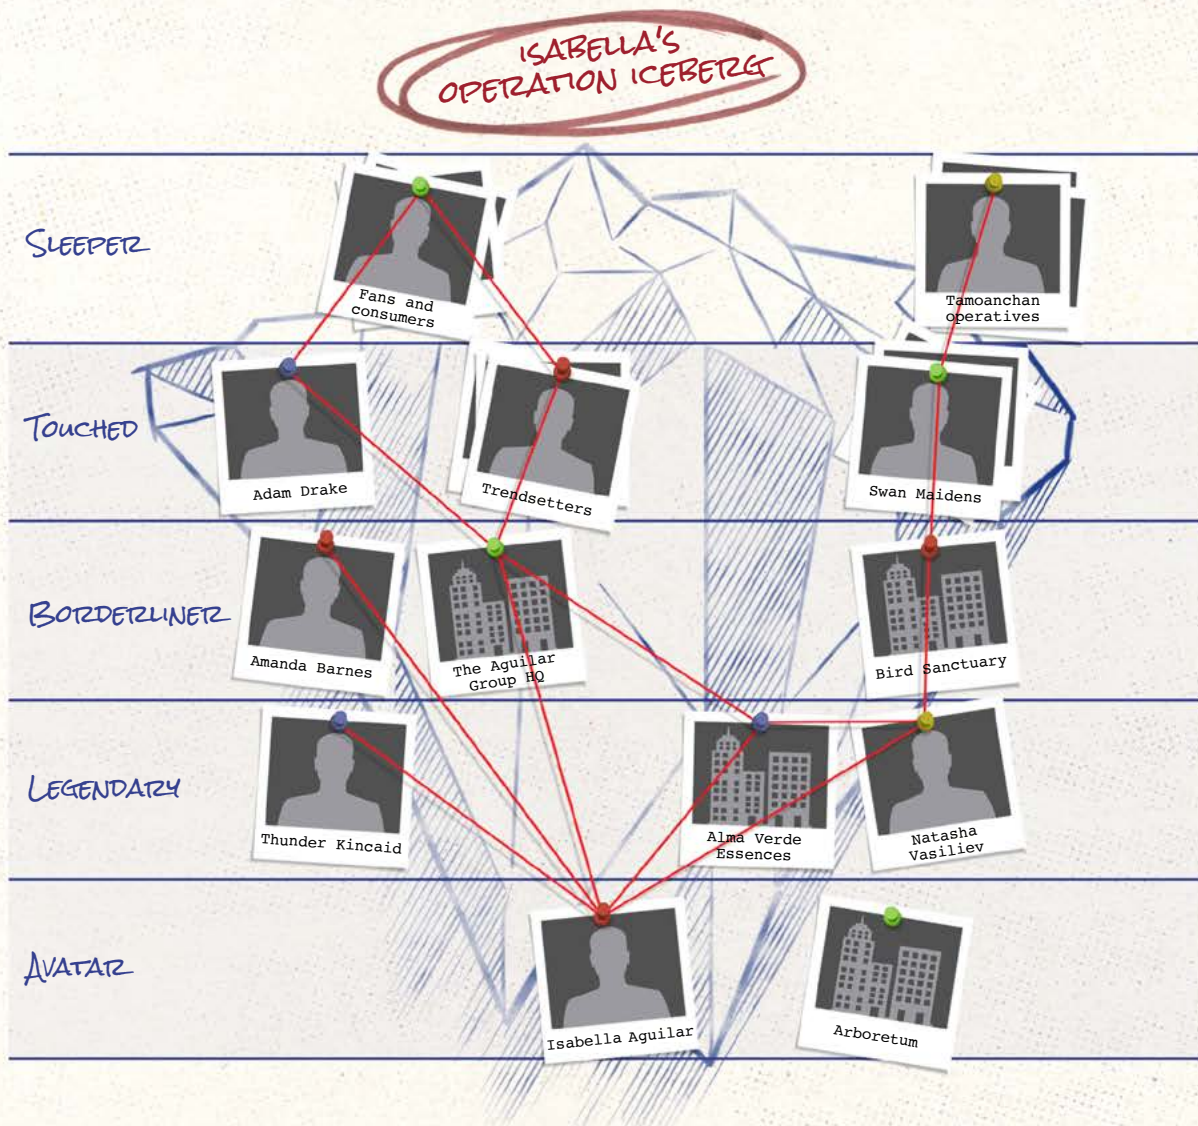 ISABELLA'S
OPERATION ICEBERG
SLEEPER
Fans and
consumers
Tamoanchan
operatives
TOUCHED
Adam Drake
Trendsetters
Swan Maidens
BORDERLINER
Amanda Barnes
The Aguilar
Group HQ
Bird Sanctuary
LEGENDARY
Thunder Kincaid
Alma Verde
Essences
Natasha
Vasiliev
AVATAR
Isabella Aguilar
Arboretum